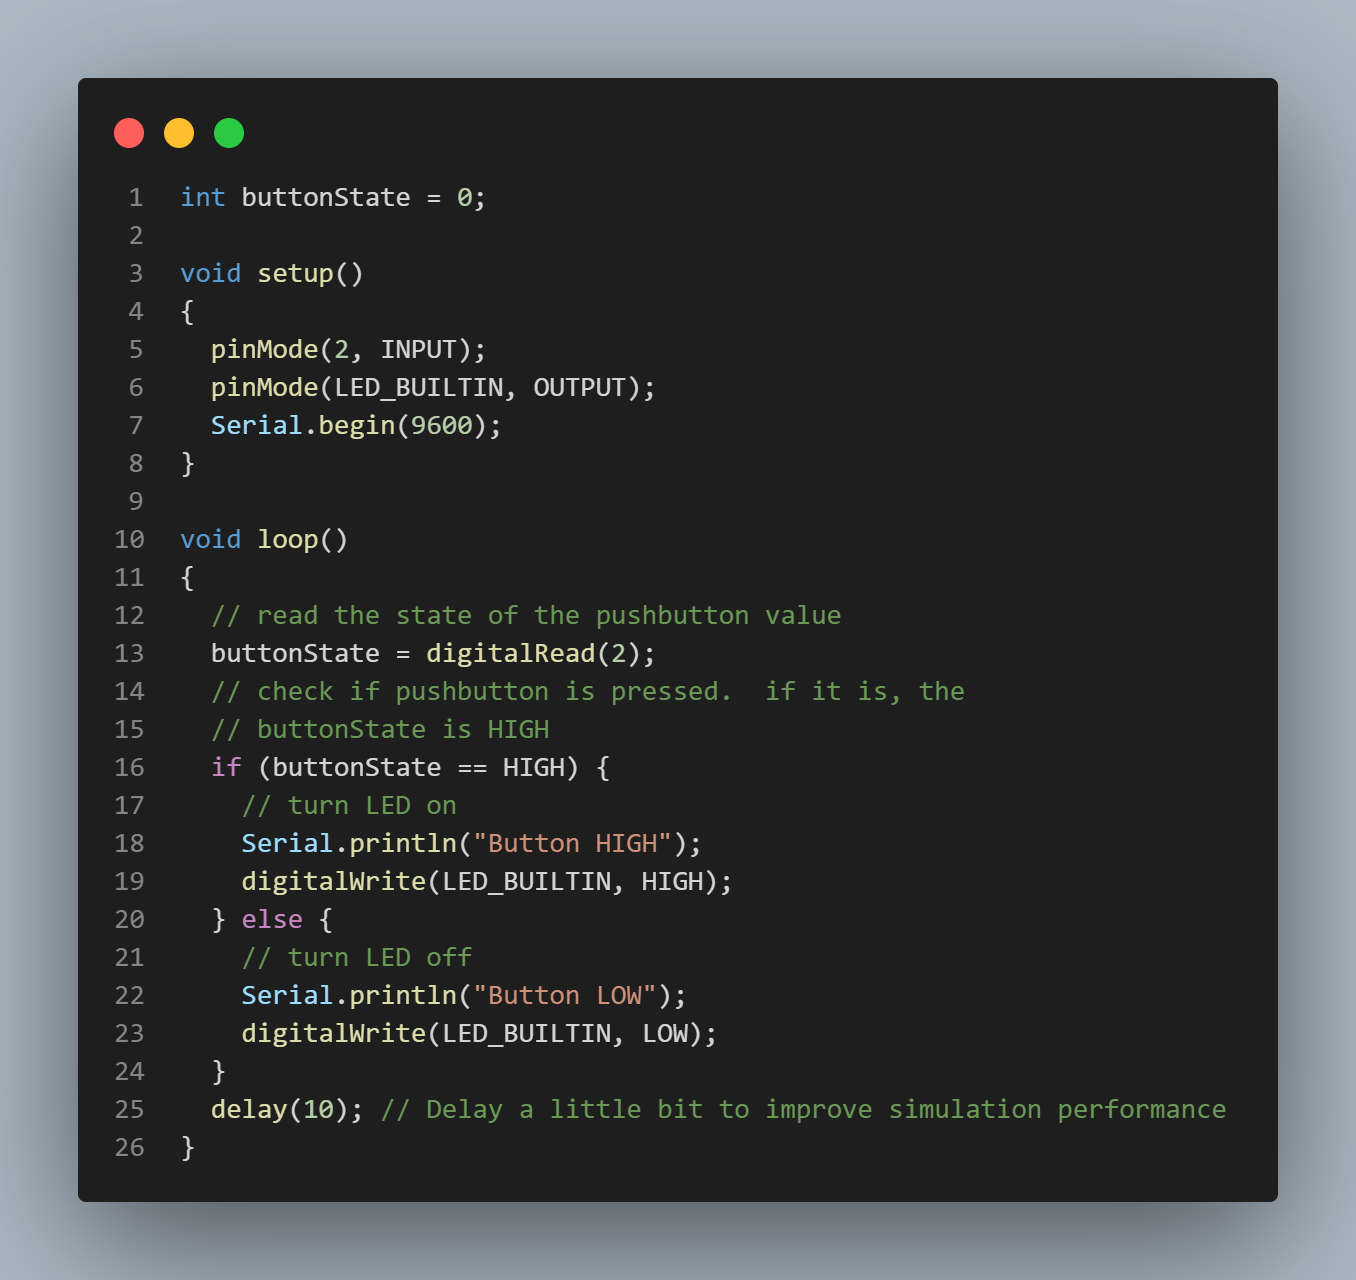 1 int buttonState = 0;
2
3 void setup()
4 {
5   pinMode(2, INPUT);
6   pinMode(LED_BUILTIN, OUTPUT);
7   Serial.begin(9600);
8 }
9
10 void loop()
11 {
12   // read the state of the pushbutton value
13   buttonState = digitalRead(2);
14   // check if pushbutton is pressed.  if it is, the
15   // buttonState is HIGH
16   if (buttonState == HIGH) {
17     // turn LED on
18     Serial.println("Button HIGH");
19     digitalWrite(LED_BUILTIN, HIGH);
20   } else {
21     // turn LED off
22     Serial.println("Button LOW");
23     digitalWrite(LED_BUILTIN, LOW);
24   }
25   delay(10); // Delay a little bit to improve simulation performance
26 }